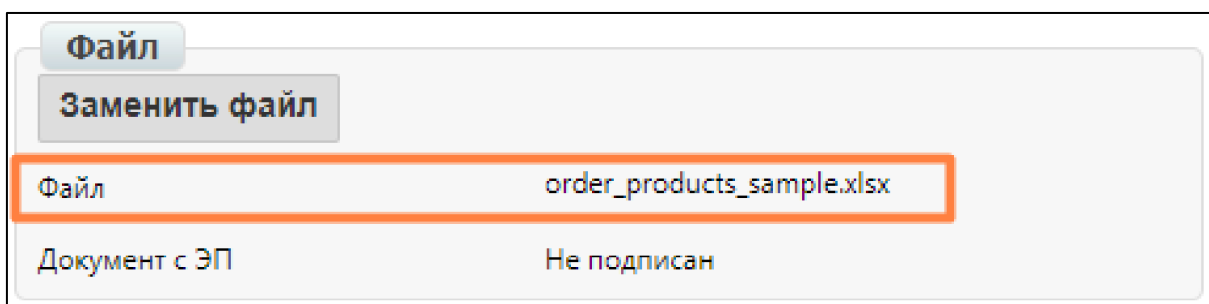 Файл
Заменить файл
Файл order_products_sample.xlsx
Документ с ЭП Не подписан